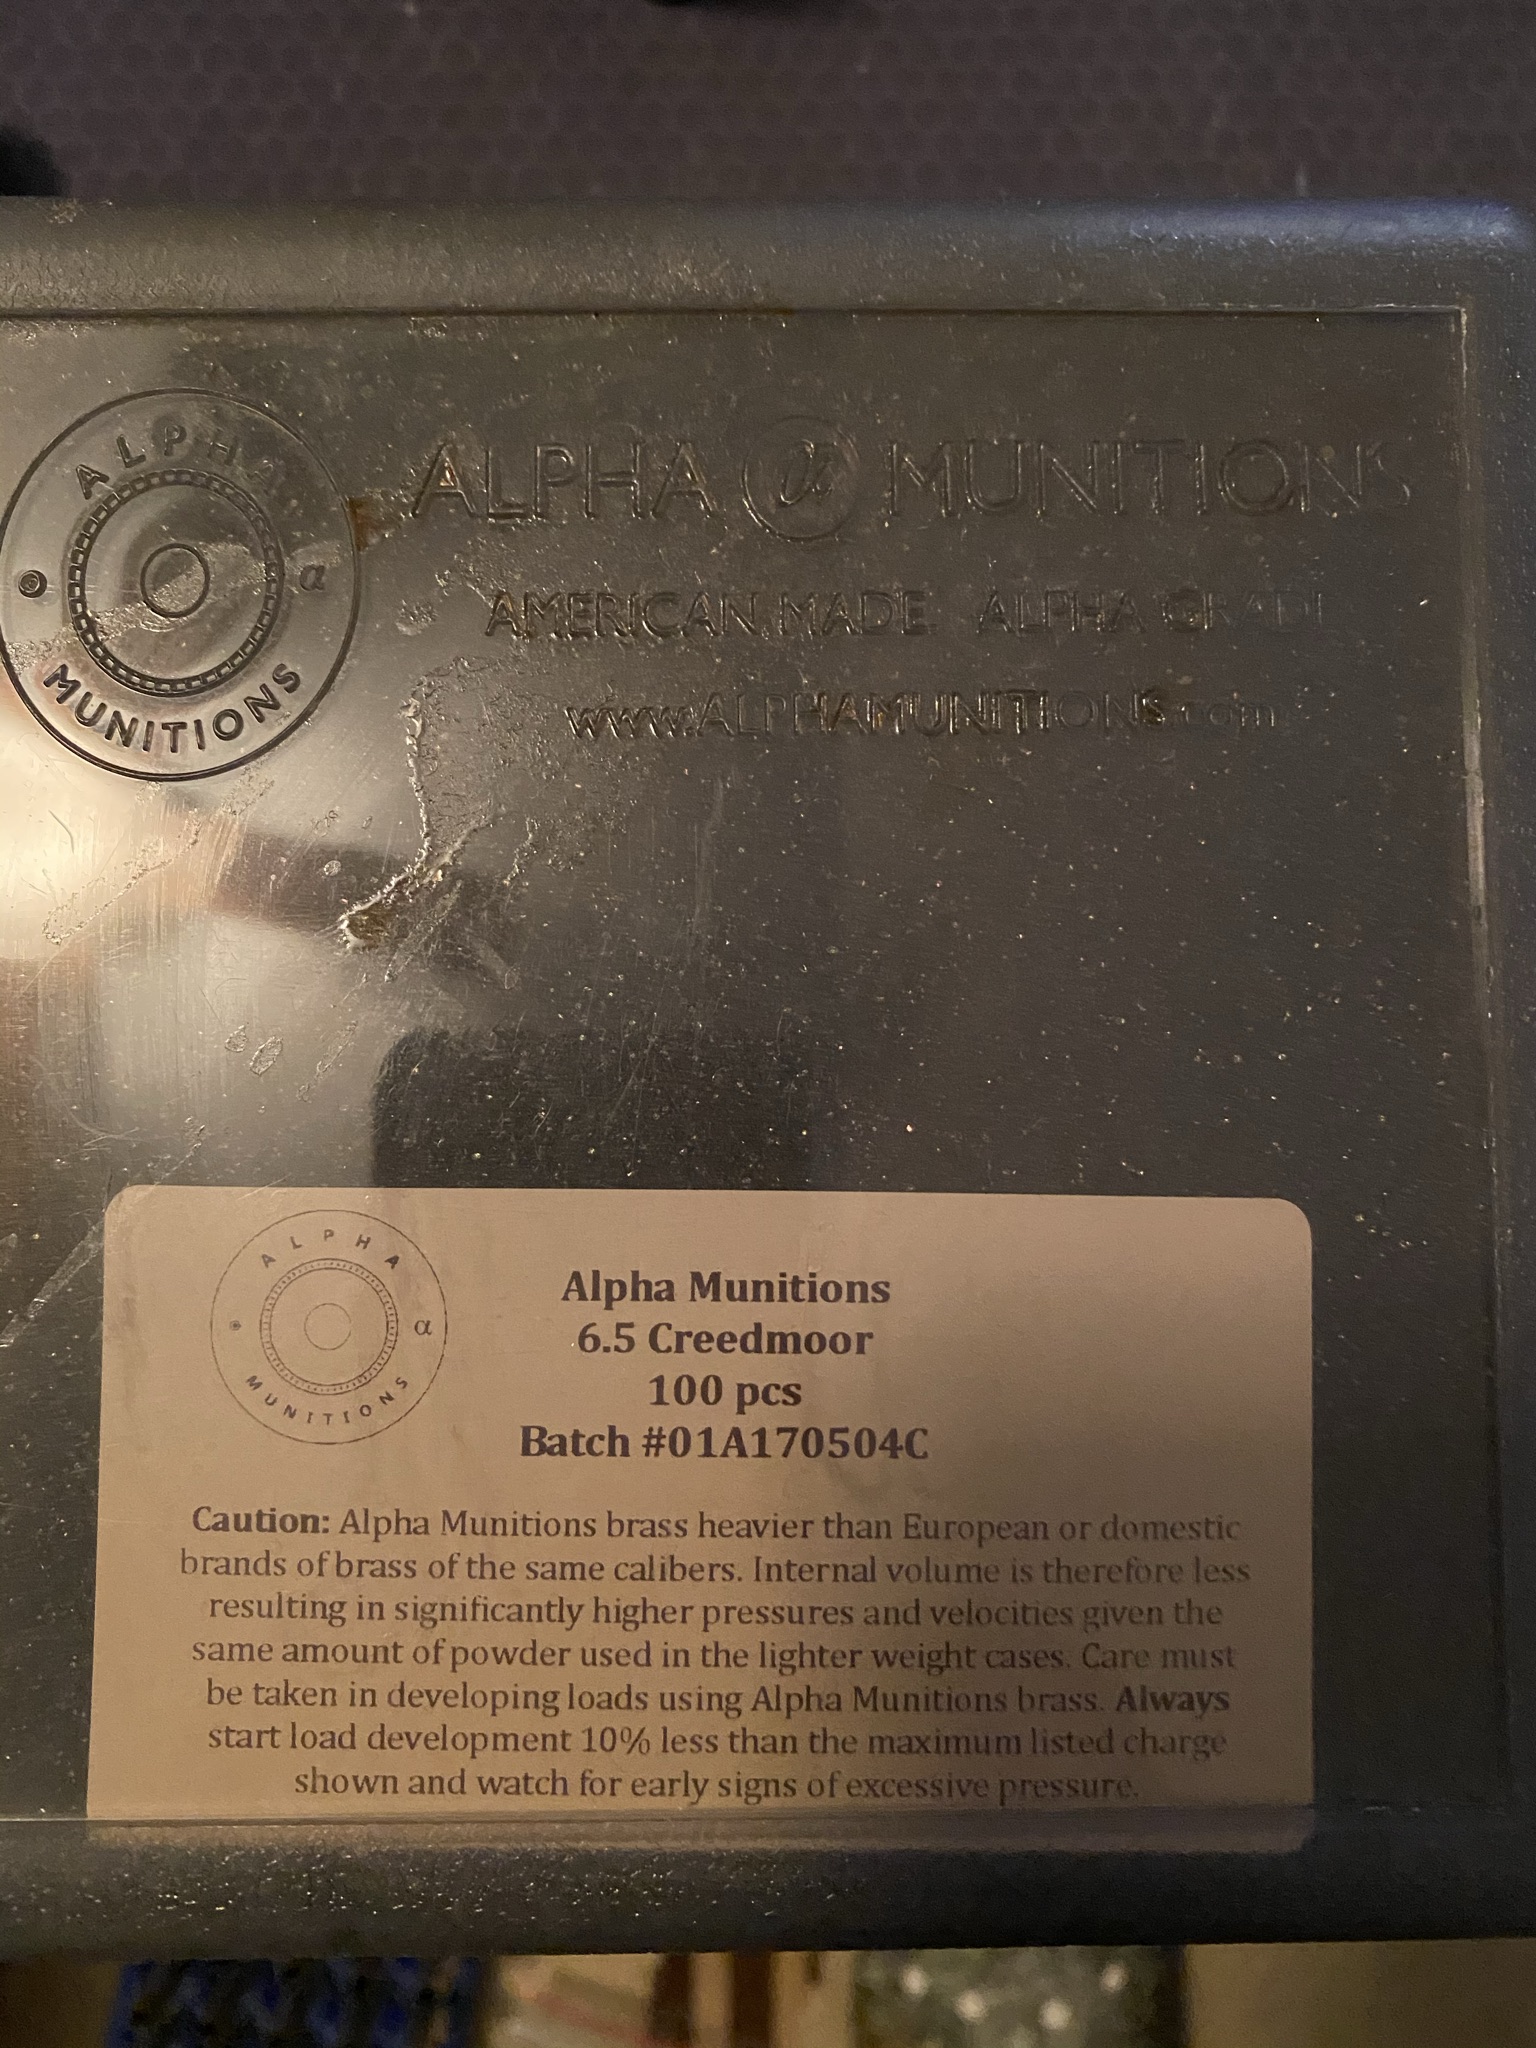 ALPHA
α
MUNITIONS
ALPHA α MUNITIONS
AMERICAN MADE. ALPHA GRADE
www.ALPHAMUNITIONS.com
ALPHA
α
MUNITIONS
Alpha Munitions
6.5 Creedmoor
100 pcs
Batch #01A170504C
Caution: Alpha Munitions brass heavier than European or domestic
brands of brass of the same calibers. Internal volume is therefore less
resulting in significantly higher pressures and velocities given the
same amount of powder used in the lighter weight cases. Care must
be taken in developing loads using Alpha Munitions brass. Always
start load development 10% less than the maximum listed charge
shown and watch for early signs of excessive pressure.